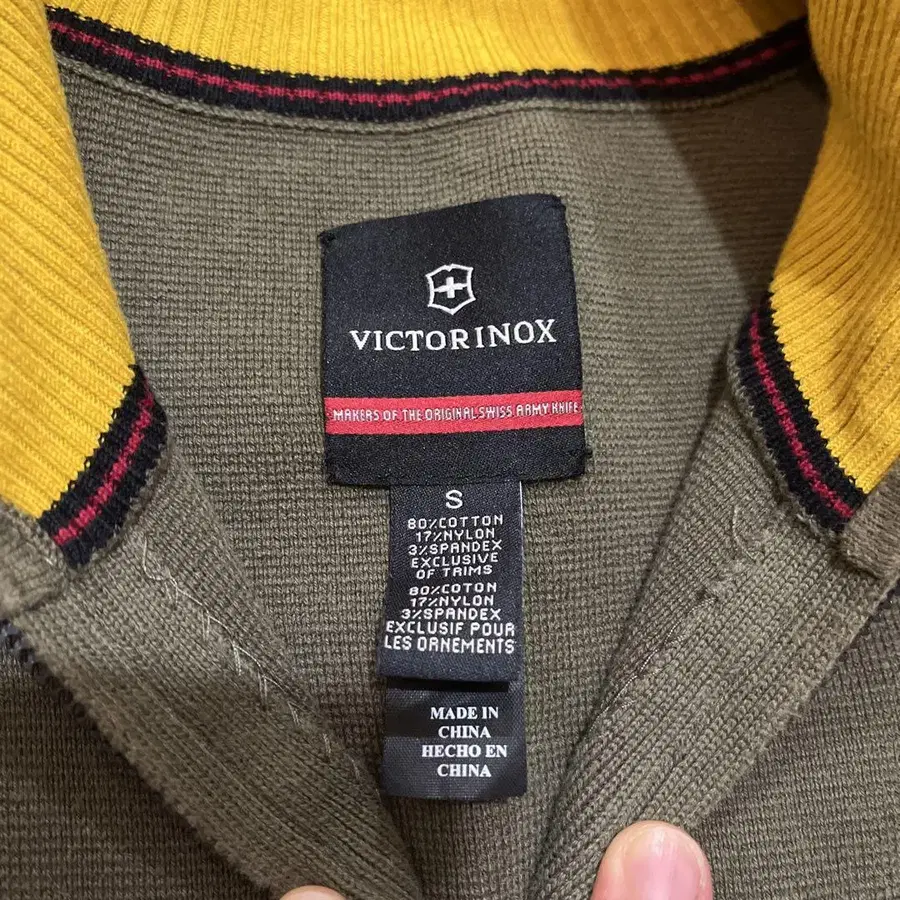 VICTORINOX
MAKERS OF THE ORIGINAL SWISS ARMY KNIFE
S
80%COTTON
17%NYLON
3%SPANDEX
EXCLUSIVE
OF TRIMS
80%COTON
17%NYLON
3%SPANDEX
EXCLUSIF POUR
LES ORNEMENTS
MADE IN
CHINA
HECHO EN
CHINA